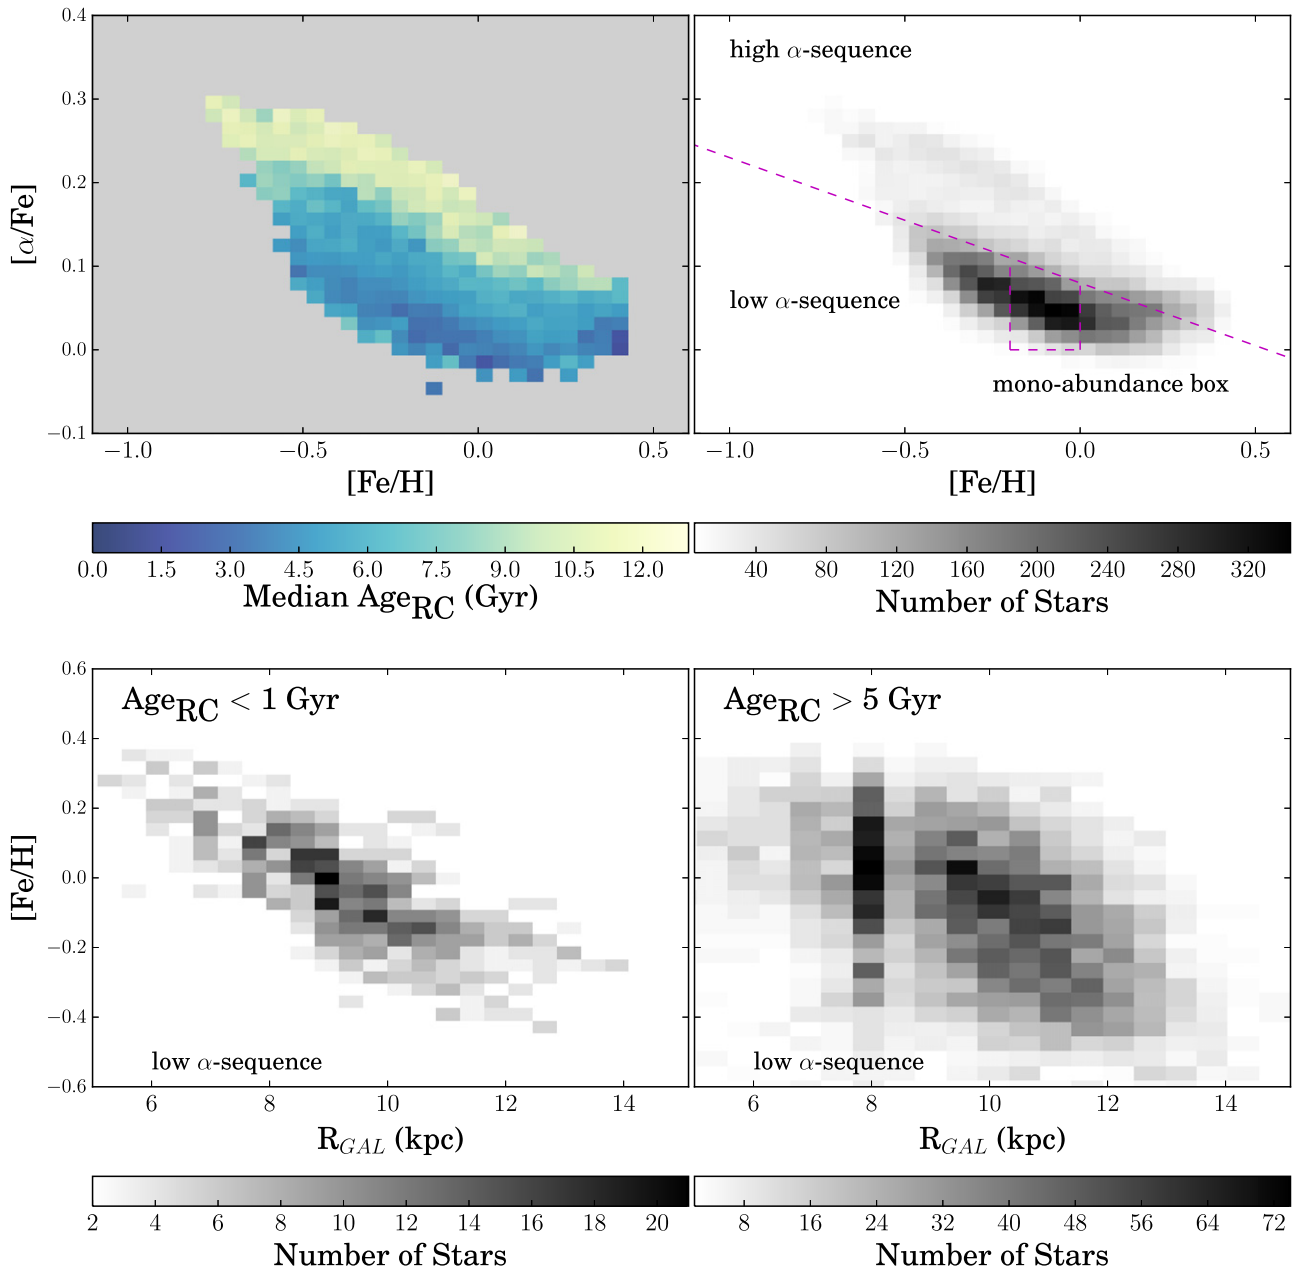 0.4
0.3
0.2
0.1
0.0
−0.1
[α/Fe]
−1.0 −0.5 0.0 0.5
[Fe/H]
high α-sequence
low α-sequence
mono-abundance box
−1.0 −0.5 0.0 0.5
[Fe/H]
0.0 1.5 3.0 4.5 6.0 7.5 9.0 10.5 12.0
Median Age_RC (Gyr)
40 80 120 160 200 240 280 320
Number of Stars
0.6
0.4
0.2
0.0
−0.2
−0.4
−0.6
[Fe/H]
Age_RC < 1 Gyr
low α-sequence
6 8 10 12 14
R_GAL (kpc)
Age_RC > 5 Gyr
low α-sequence
6 8 10 12 14
R_GAL (kpc)
2 4 6 8 10 12 14 16 18 20
Number of Stars
8 16 24 32 40 48 56 64 72
Number of Stars